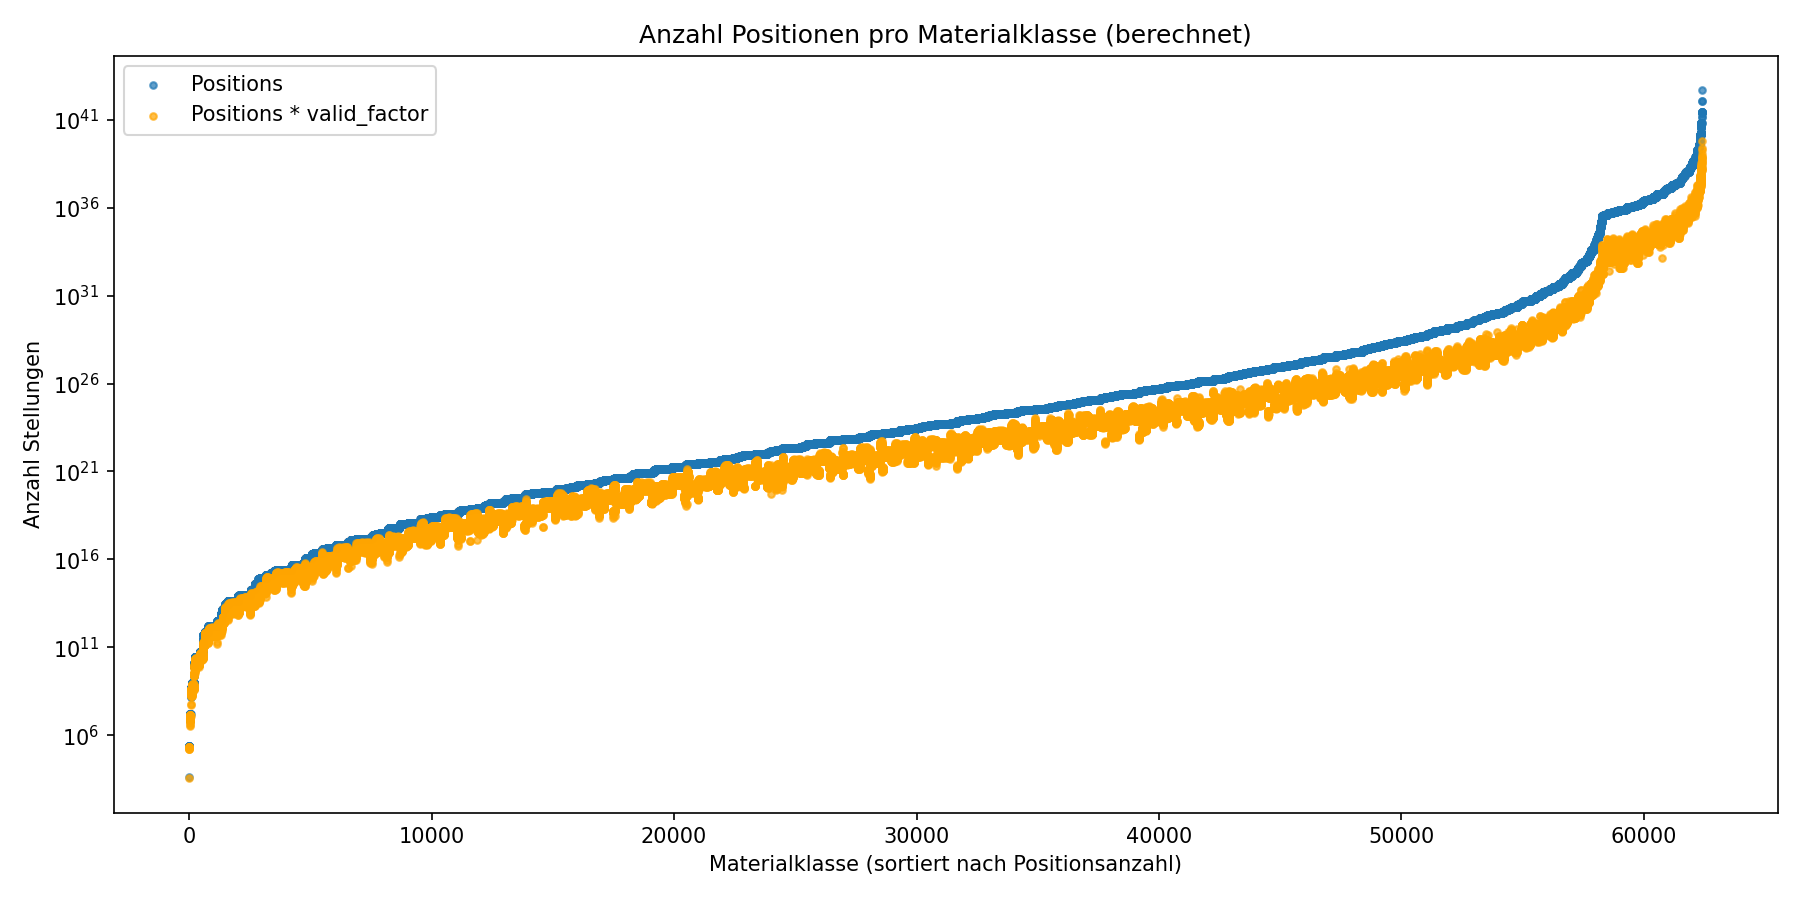 Anzahl Positionen pro Materialklasse (berechnet)
Positions
Positions * valid_factor
10^41
10^36
10^31
10^26
10^21
10^16
10^11
10^6
Anzahl Stellungen
0 10000 20000 30000 40000 50000 60000
Materialklasse (sortiert nach Positionsanzahl)